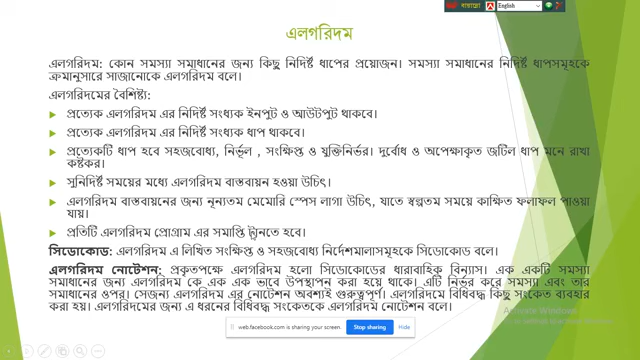 English
এলগরিদম
এলগরিদম: কোন সমস্যা সমাধানের জন্য কিছু নির্দিষ্ট ধাপের প্রয়োজন। সমস্যা সমাধানের নির্দিষ্ট ধাপসমূহকে
ক্রমানুসারে সাজানোকে এলগরিদম বলে।
এলগরিদমের বৈশিষ্ট্য:
প্রত্যেক এলগরিদম এর নির্দিষ্ট সংখ্যক ইনপুট ও আউটপুট থাকবে।
প্রত্যেক এলগরিদম এর নির্দিষ্ট সংখ্যক ধাপ থাকবে।
প্রত্যেকটি ধাপ হবে সহজবোধ্য, নির্ভুল , সংক্ষিপ্ত ও যুক্তিনির্ভর। দুর্বোধ ও অপেক্ষাকৃত জটিল ধাপ মনে রাখা
কষ্টকর।
সুনির্দিষ্ট সময়ের মধ্যে এলগরিদম বাস্তবায়ন হওয়া উচিৎ।
এলগরিদম বাস্তবায়নের জন্য নূন্যতম মেমোরি স্পেস লাগা উচিৎ, যাতে স্বল্পতম সময়ে কাক্ষিত ফলাফল পাওয়া
যায়।
প্রতিটি এলগরিদম প্রোগ্রাম এর সমাপ্তি টানতে হবে।
সিডোকোড: এলগরিদম এ লিখিত সংক্ষিপ্ত ও সহজবোধ্য নির্দেশমালাসমূহকে সিডোকোড বলে।
এলগরিদম নোটেশন: প্রকৃতপক্ষে এলগরিদম হলো সিডোকোডের ধারাবাহিক বিন্যাস। এক একটি সমস্যা
সমাধানের জন্য এলগরিদম কে এক এক ভাবে উপস্থাপন করা হয়ে থাকে। এটি নির্ভর করে সমস্যা এবং তার
সমাধানের ওপর। সেজন্য এলগরিদম এর নোটেশন অবশ্যই গুরুত্বপূর্ণ। এলগরিদমে বিধিবদ্ধ কিছু সংকেত ব্যবহার
করা হয়। এলগরিদমের জন্য এ ধরনের বিধিবদ্ধ সংকেতকে এলগরিদম নোটেশন বলে।
Activate Windows
web.facebook.com is sharing your screen. Stop sharing Hide